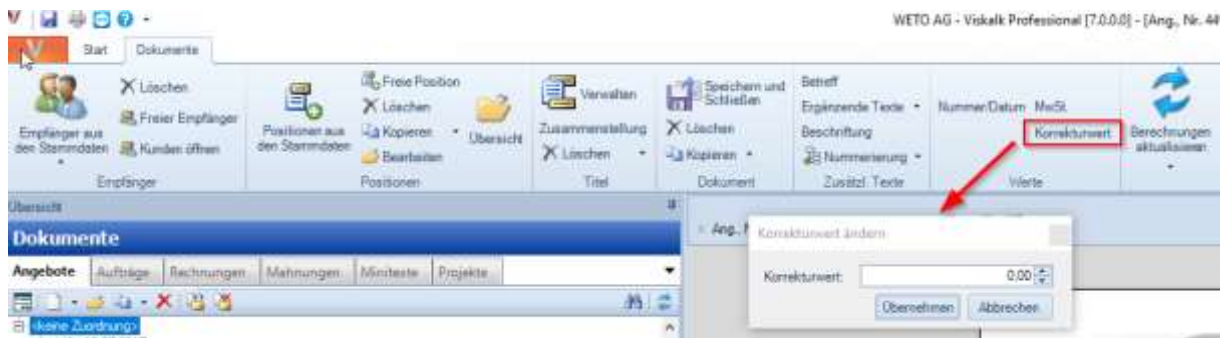 WETO AG - Viskalk Professional [7.0.0.0] - [Ang., Nr. 44
Start Dokumente
Empfänger aus den Stammdaten
Löschen
Freier Empfänger
Kunden öffnen
Empfänger
Positionen aus den Stammdaten
Freie Position
Löschen
Kopieren
Bearbeiten
Übersicht
Positionen
Verwalten
Zusammenstellung
Löschen
Titel
Speichern und Schließen
Löschen
Kopieren
Dokument
Betreff
Ergänzende Texte
Beschriftung
Nummerierung
Zusätzl. Texte
Nummer/Datum MwSt.
Korrekturwert
Werte
Berechnungen aktualisieren
Übersicht
Dokumente
Angebote Aufträge Rechnungen Mahnungen Minitexte Projekte
<keine Zuordnung>
Ang., N
Korrekturwert ändern
Korrekturwert: 0,00
Übernehmen Abbrechen